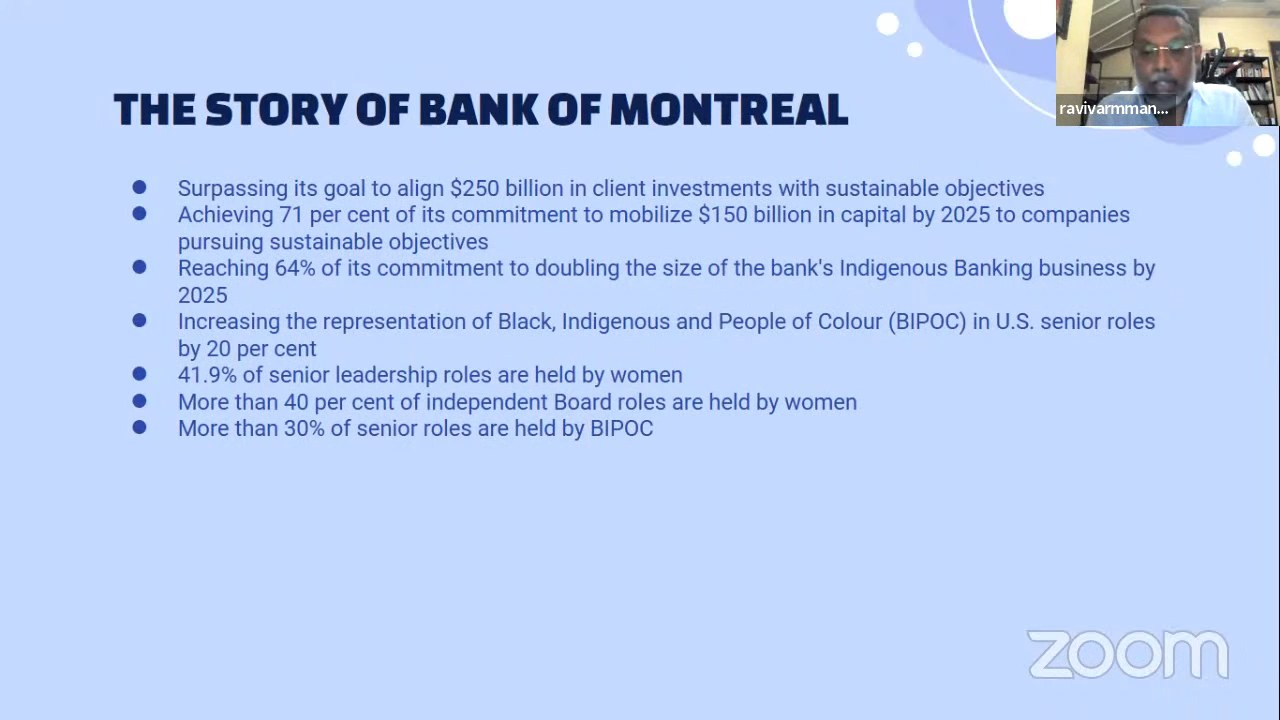 THE STORY OF BANK OF MONTREAL
ravivarmman...
● Surpassing its goal to align $250 billion in client investments with sustainable objectives
● Achieving 71 per cent of its commitment to mobilize $150 billion in capital by 2025 to companies
pursuing sustainable objectives
● Reaching 64% of its commitment to doubling the size of the bank's Indigenous Banking business by
2025
● Increasing the representation of Black, Indigenous and People of Colour (BIPOC) in U.S. senior roles
by 20 per cent
● 41.9% of senior leadership roles are held by women
● More than 40 per cent of independent Board roles are held by women
● More than 30% of senior roles are held by BIPOC
zoom